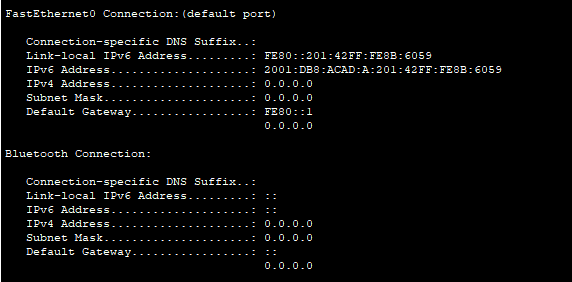 FastEthernet0 Connection:(default port)
Connection-specific DNS Suffix..:
Link-local IPv6 Address.........: FE80::201:42FF:FE8B:6059
IPv6 Address....................: 2001:DB8:ACAD:A:201:42FF:FE8B:6059
IPv4 Address....................: 0.0.0.0
Subnet Mask.....................: 0.0.0.0
Default Gateway.................: FE80::1
0.0.0.0
Bluetooth Connection:
Connection-specific DNS Suffix..:
Link-local IPv6 Address.........: ::
IPv6 Address....................: ::
IPv4 Address....................: 0.0.0.0
Subnet Mask.....................: 0.0.0.0
Default Gateway.................: ::
0.0.0.0